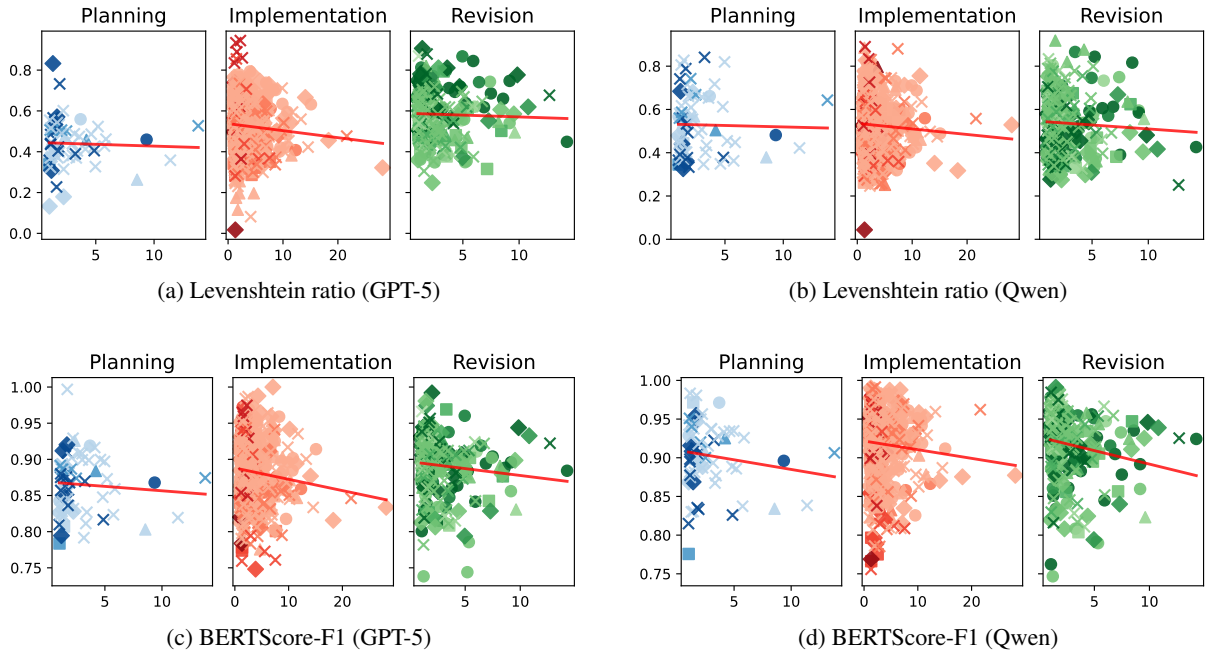 Planning Implementation Revision
0.8
0.6
0.4
0.2
0.0
5 10 0 10 20 5 10
(a) Levenshtein ratio (GPT-5)
Planning Implementation Revision
0.8
0.6
0.4
0.2
0.0
5 10 0 10 20 5 10
(b) Levenshtein ratio (Qwen)
Planning Implementation Revision
1.00
0.95
0.90
0.85
0.80
0.75
5 10 0 10 20 5 10
(c) BERTScore-F1 (GPT-5)
Planning Implementation Revision
1.00
0.95
0.90
0.85
0.80
0.75
5 10 0 10 20 5 10
(d) BERTScore-F1 (Qwen)